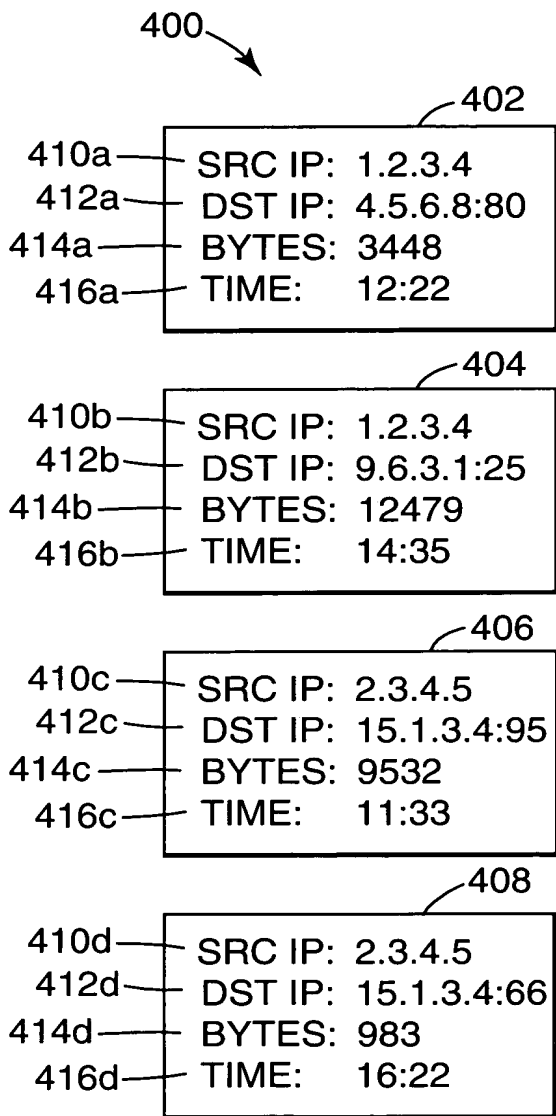 400
402
410a SRC IP: 1.2.3.4
412a DST IP: 4.5.6.8:80
414a BYTES: 3448
416a TIME: 12:22
404
410b SRC IP: 1.2.3.4
412b DST IP: 9.6.3.1:25
414b BYTES: 12479
416b TIME: 14:35
406
410c SRC IP: 2.3.4.5
412c DST IP: 15.1.3.4:95
414c BYTES: 9532
416c TIME: 11:33
408
410d SRC IP: 2.3.4.5
412d DST IP: 15.1.3.4:66
414d BYTES: 983
416d TIME: 16:22